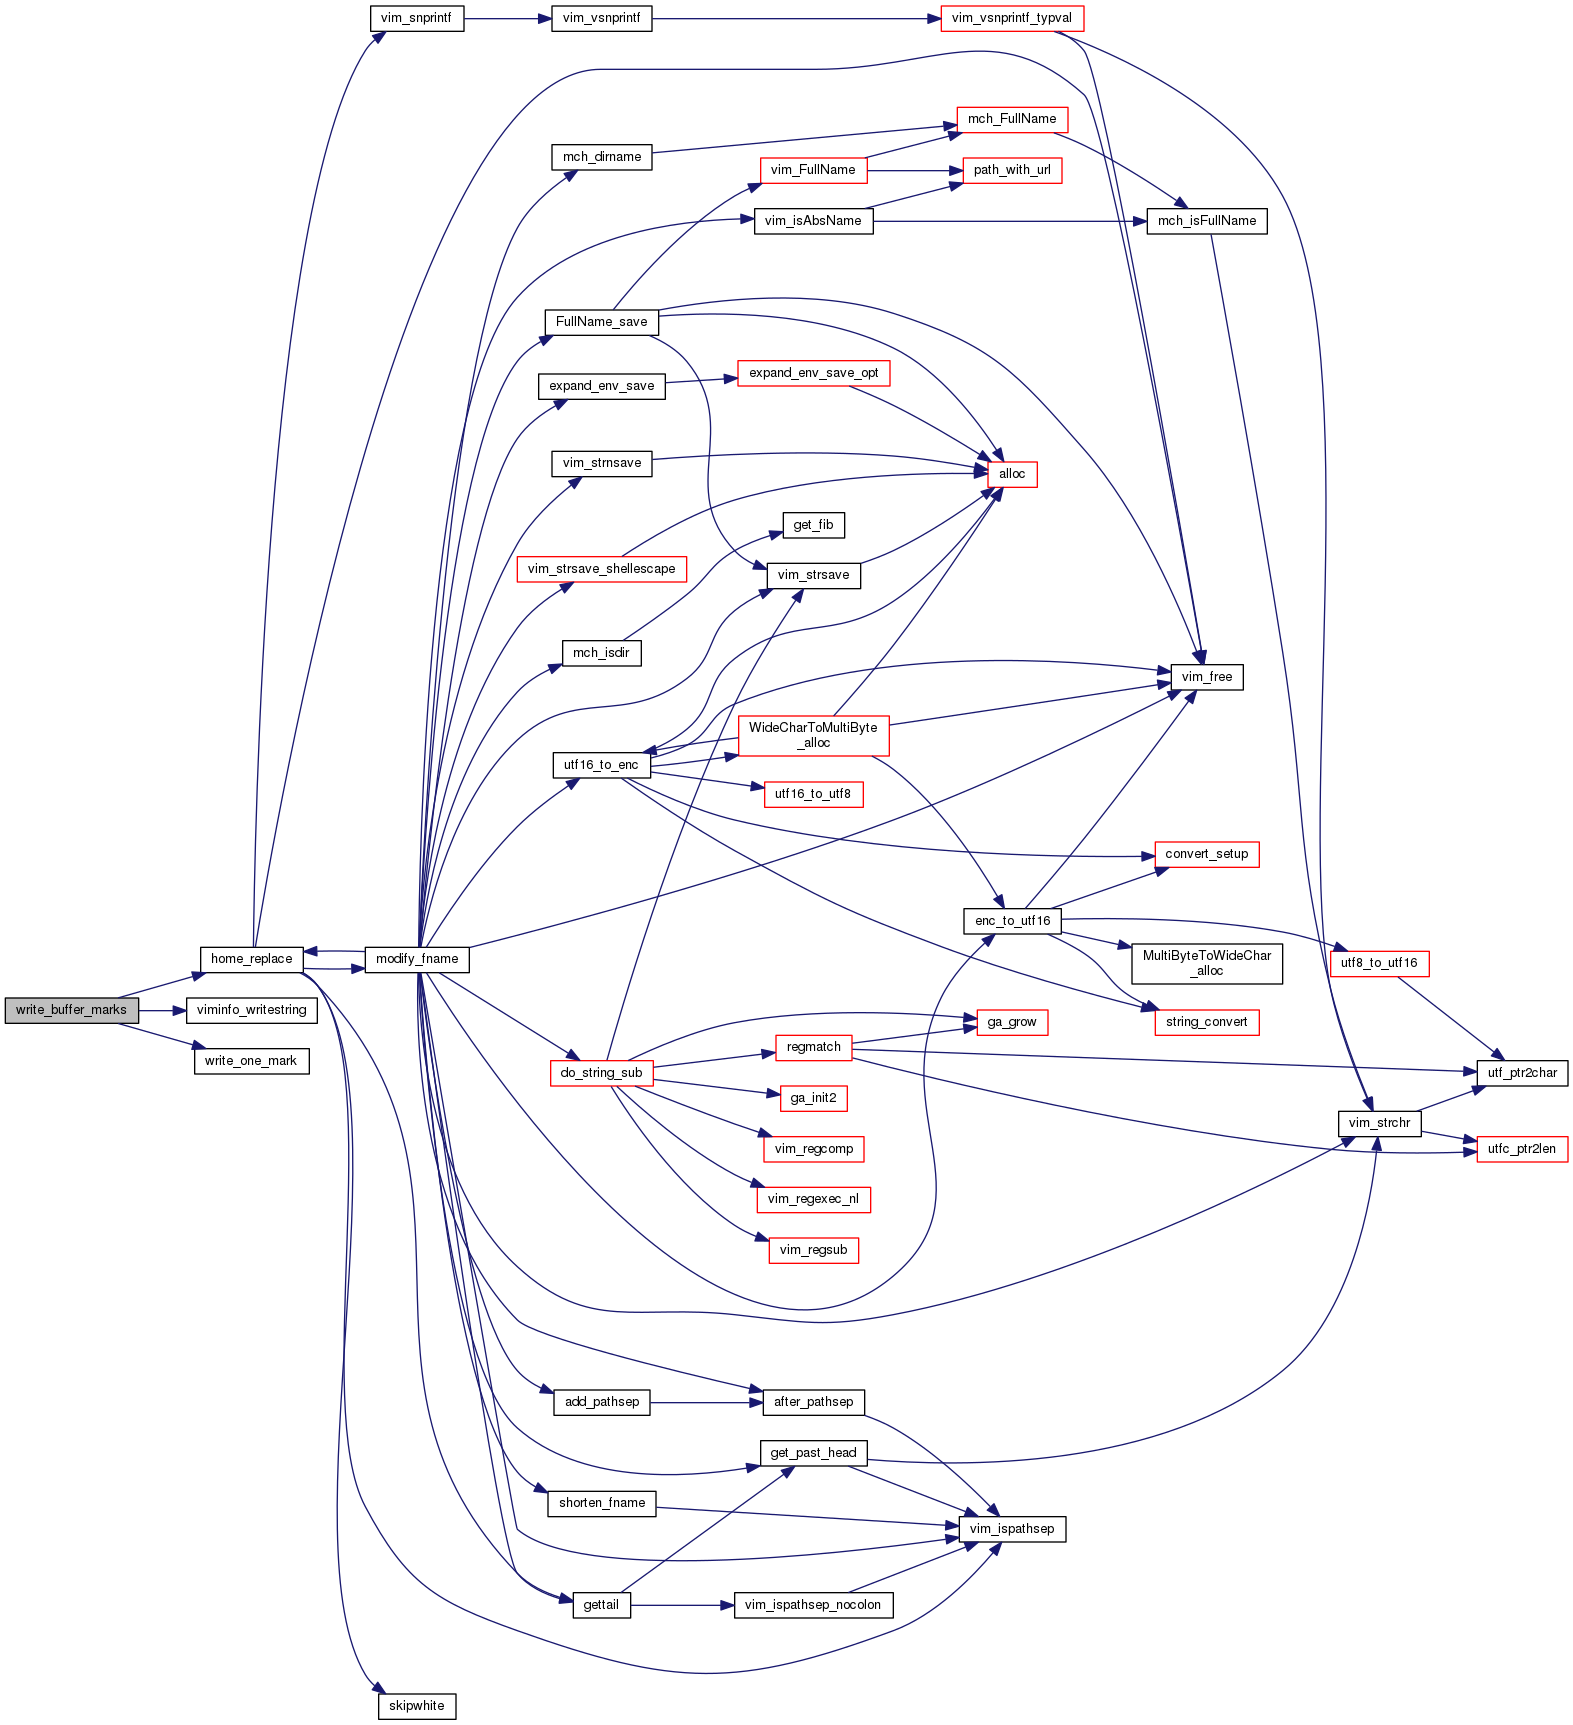 vim_snprintf
vim_vsnprintf
vim_vsnprintf_typval
mch_FullName
mch_dirname
vim_FullName
path_with_url
vim_isAbsName
mch_isFullName
FullName_save
expand_env_save
expand_env_save_opt
vim_strnsave
alloc
get_fib
vim_strsave_shellescape
vim_strsave
mch_isdir
vim_free
WideCharToMultiByte
_alloc
utf16_to_enc
utf16_to_utf8
convert_setup
enc_to_utf16
home_replace
modify_fname
MultiByteToWideChar
_alloc
utf8_to_utf16
write_buffer_marks
viminfo_writestring
write_one_mark
ga_grow
string_convert
regmatch
do_string_sub
utf_ptr2char
ga_init2
vim_strchr
vim_regcomp
utfc_ptr2len
vim_regexec_nl
vim_regsub
add_pathsep
after_pathsep
get_past_head
shorten_fname
vim_ispathsep
gettail
vim_ispathsep_nocolon
skipwhite